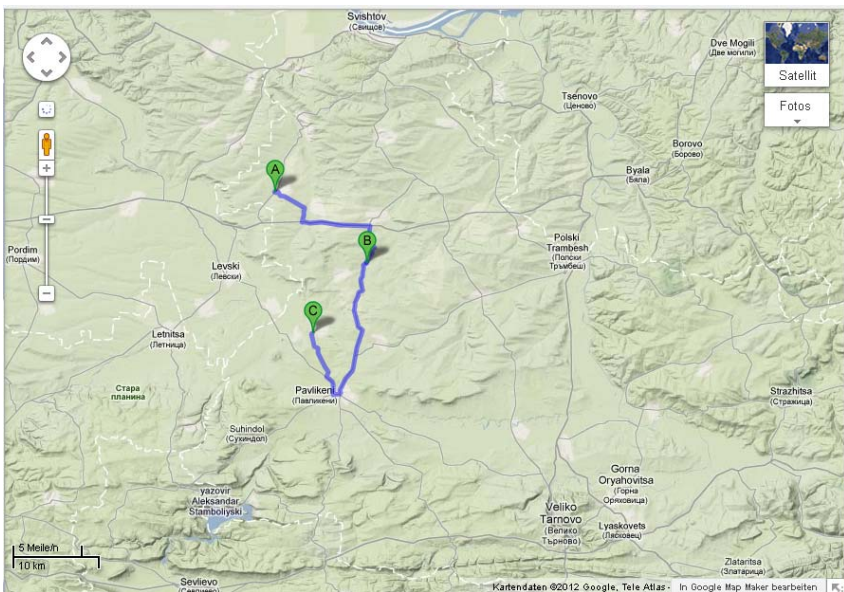 Svishtov
(Свищов)
Dve Mogili
(Две могили)
Satellit
Fotos
Tsenovo
(Ценово)
Borovo
(Борово)
A
Byala
(Бяла)
Pordim
(Пордим)
B
Polski
Trambesh
(Полски
Тръмбеш)
Levski
(Левски)
C
Letnitsa
(Летница)
Стара
планина
Pavlikeni
(Павликени)
Strazhitsa
(Стражица)
Suhindol
(Сухиндол)
Gorna
Oryahovitsa
(Горна
Оряховица)
yazovir
Aleksandar
Stamboliyski
Veliko
Tarnovo
(Велико
Търново)
Lyaskovets
(Лясковец)
5 Meile/n
10 km
Zlataritsa
(Златарица)
Sevlievo
(Севлиево)
Kartendaten ©2012 Google, Tele Atlas - In Google Map Maker bearbeiten